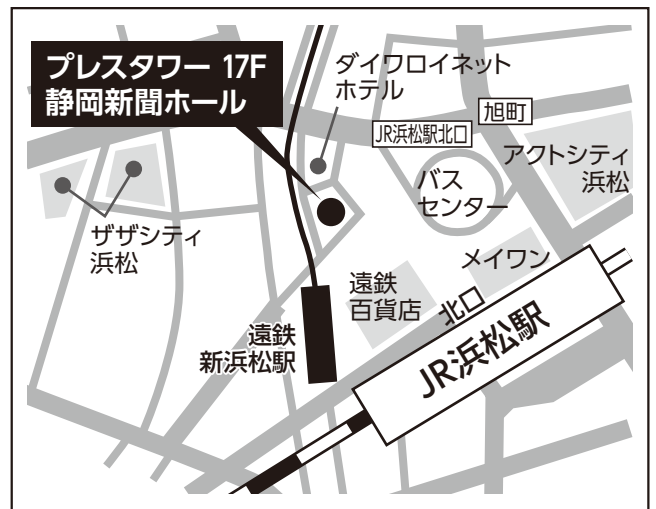 プレスタワー 17F
静岡新聞ホール
ダイワロイネット
ホテル
旭町
JR浜松駅北口
アクトシティ
浜松
バス
センター
ザザシティ
浜松
メイワン
遠鉄
百貨店
北口
遠鉄
新浜松駅
JR浜松駅